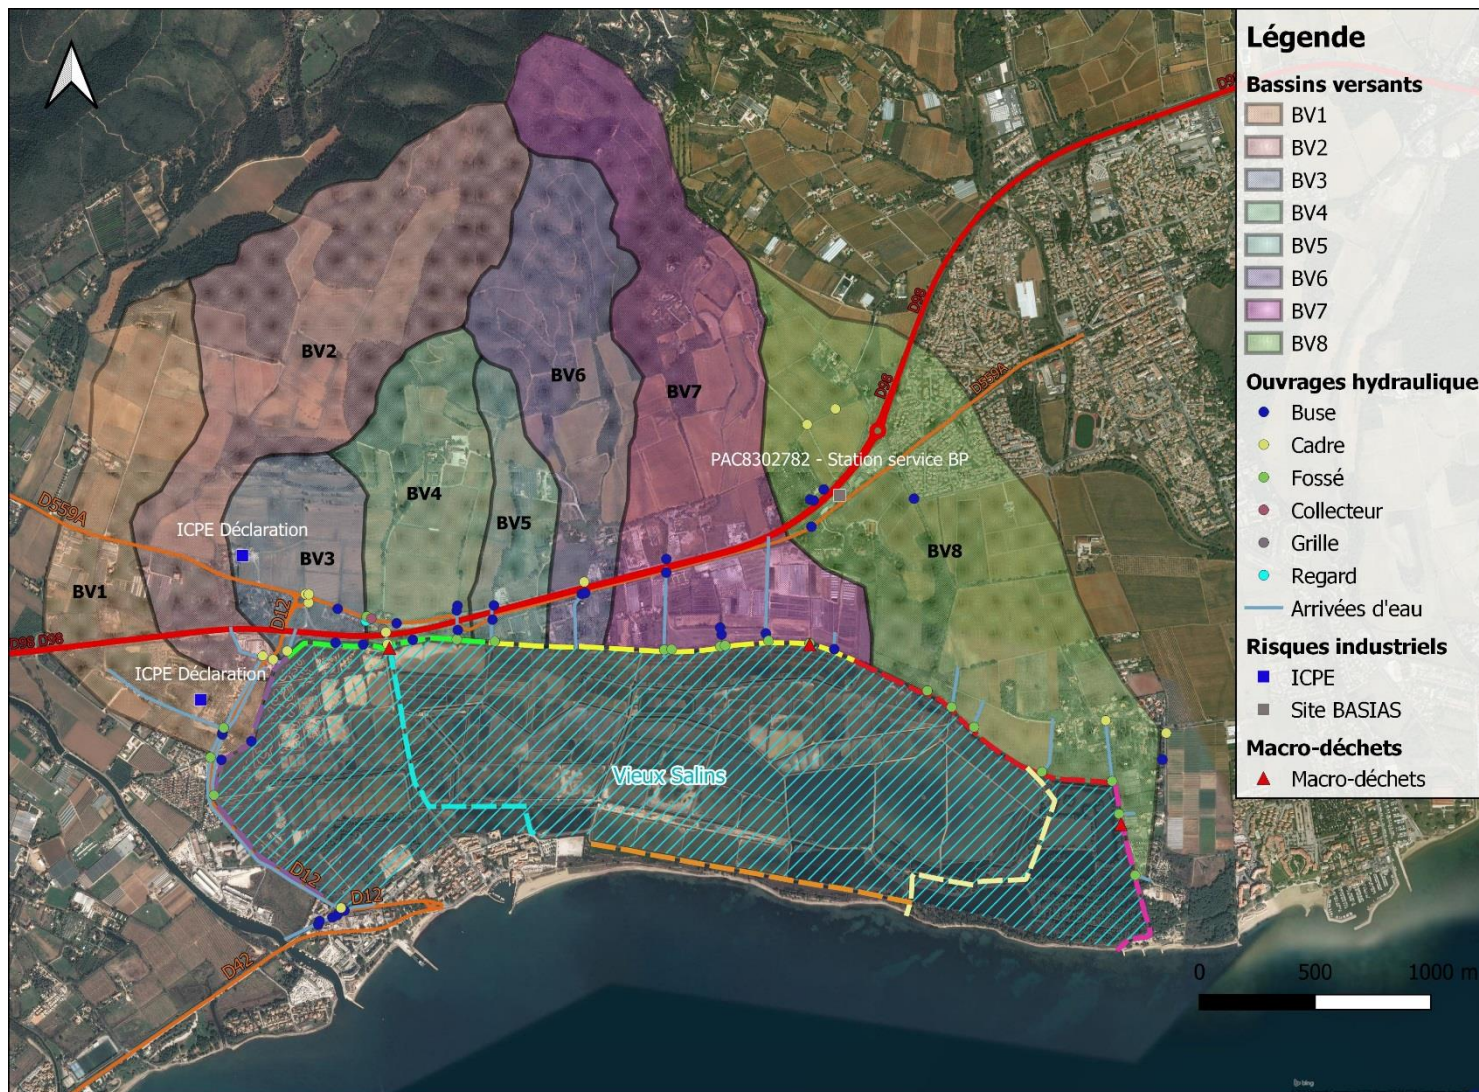 Légende
Bassins versants
BV1
BV2
BV3
BV4
BV5
BV6
BV7
BV8
Ouvrages hydraulique
Buse
Cadre
Fossé
Collecteur
Grille
Regard
Arrivées d'eau
Risques industriels
ICPE
Site BASIAS
Macro-déchets
Macro-déchets
D98
BV2
BV6
BV7
D98
D98
D559A
PAC8302782 - Station service BP
BV4
D559A
ICPE Déclaration
BV5
BV3
BV8
BV1
D12
D98 D98
ICPE Déclaration
Vieux Salins
D12
D12
D42
0 500 1000 m
bing